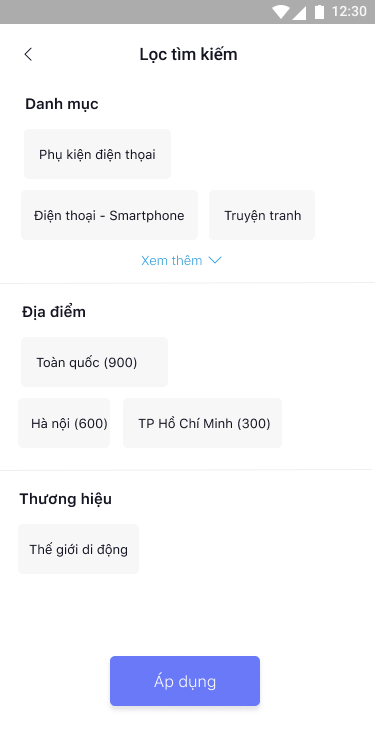 12:30
Lọc tìm kiếm
Danh mục
Phụ kiện điện thọai
Điện thoại - Smartphone
Truyện tranh
Xem thêm
Địa điểm
Toàn quốc (900)
Hà nội (600)
TP Hồ Chí Minh (300)
Thương hiệu
Thế giới di động
Áp dụng